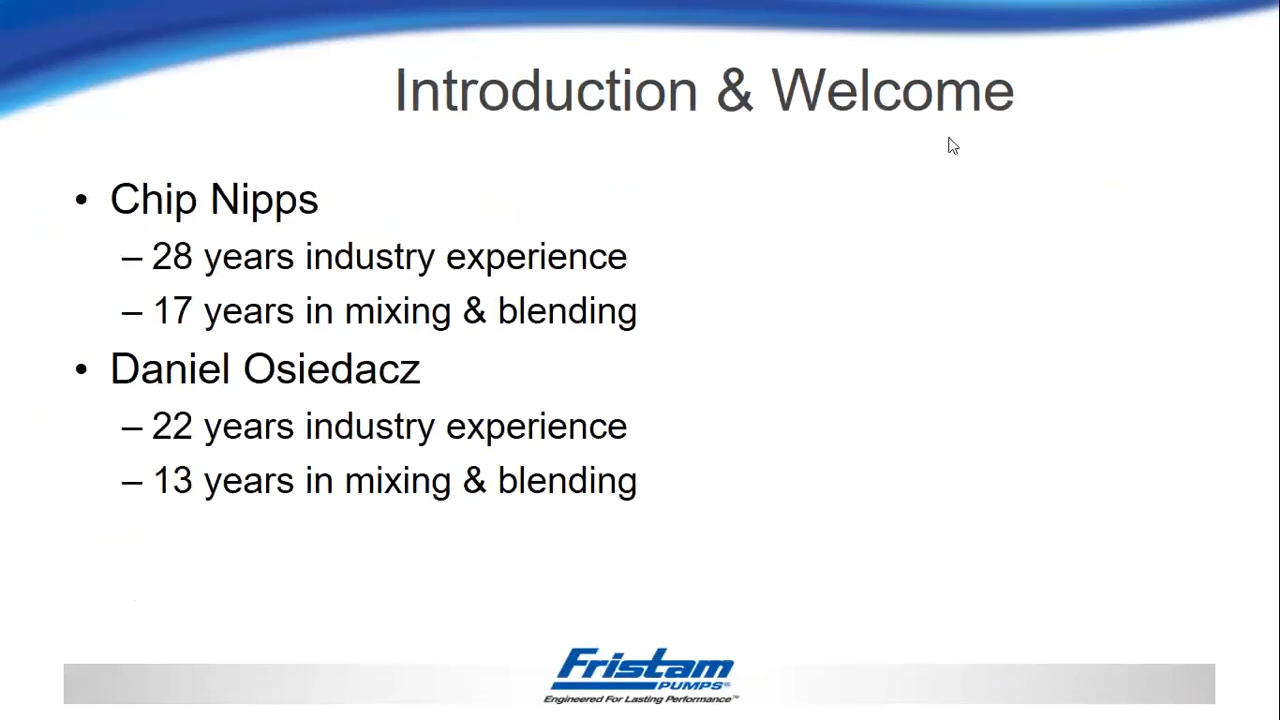 Introduction & Welcome
• Chip Nipps
– 28 years industry experience
– 17 years in mixing & blending
• Daniel Osiedacz
– 22 years industry experience
– 13 years in mixing & blending
Fristam
PUMPS®
Engineered For Lasting Performance™